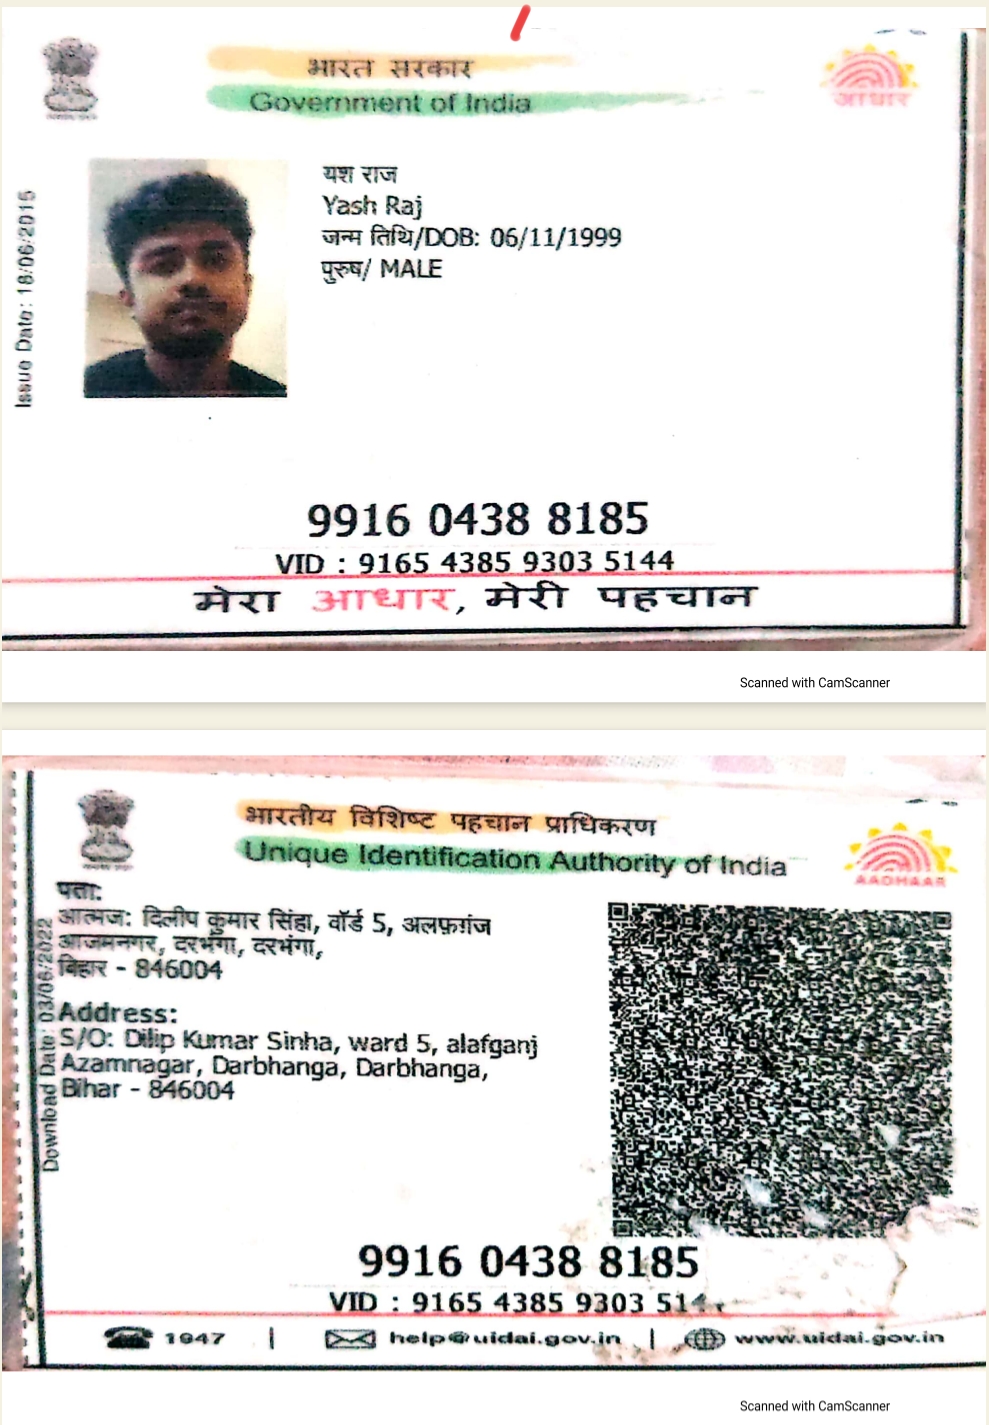 भारत सरकार
Government of India
आधार
Issue Date: 18/06/2015
यश राज
Yash Raj
जन्म तिथि/DOB: 06/11/1999
पुरुष/ MALE
9916 0438 8185
VID : 9165 4385 9303 5144
मेरा आधार, मेरी पहचान
Scanned with CamScanner
भारतीय विशिष्ट पहचान प्राधिकरण
Unique Identification Authority of India
AADHAAR
Download Date: 03/06/2022
पता:
आत्मज: दिलीप कुमार सिंहा, वॉर्ड 5, अलफ़गंज
आजमनगर, दरभंगा, दरभंगा,
बिहार - 846004
Address:
S/O: Dilip Kumar Sinha, ward 5, alafganj
Azamnagar, Darbhanga, Darbhanga,
Bihar - 846004
9916 0438 8185
VID : 9165 4385 9303
1947 | help@uidai.gov.in | www.uidai.gov.in
Scanned with CamScanner